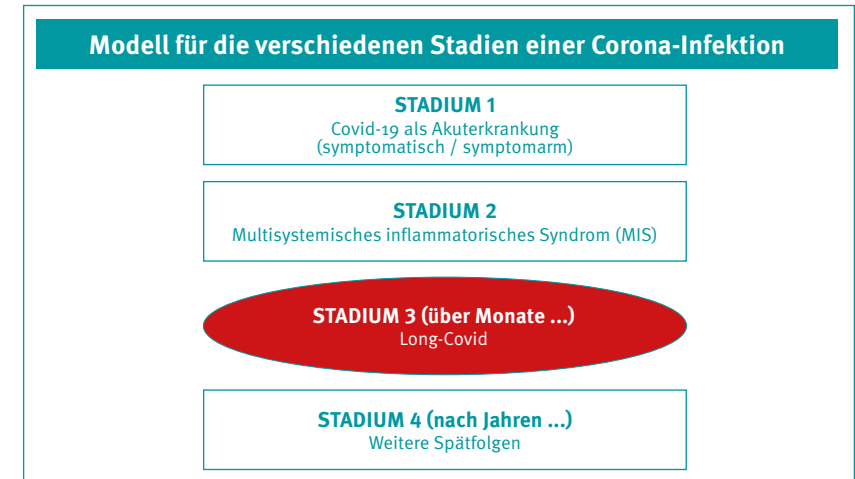 Modell für die verschiedenen Stadien einer Corona-Infektion
STADIUM 1
Covid-19 als Akuterkrankung
(symptomatisch / symptomarm)
STADIUM 2
Multisystemisches inflammatorisches Syndrom (MIS)
STADIUM 3 (über Monate ...)
Long-Covid
STADIUM 4 (nach Jahren ...)
Weitere Spätfolgen